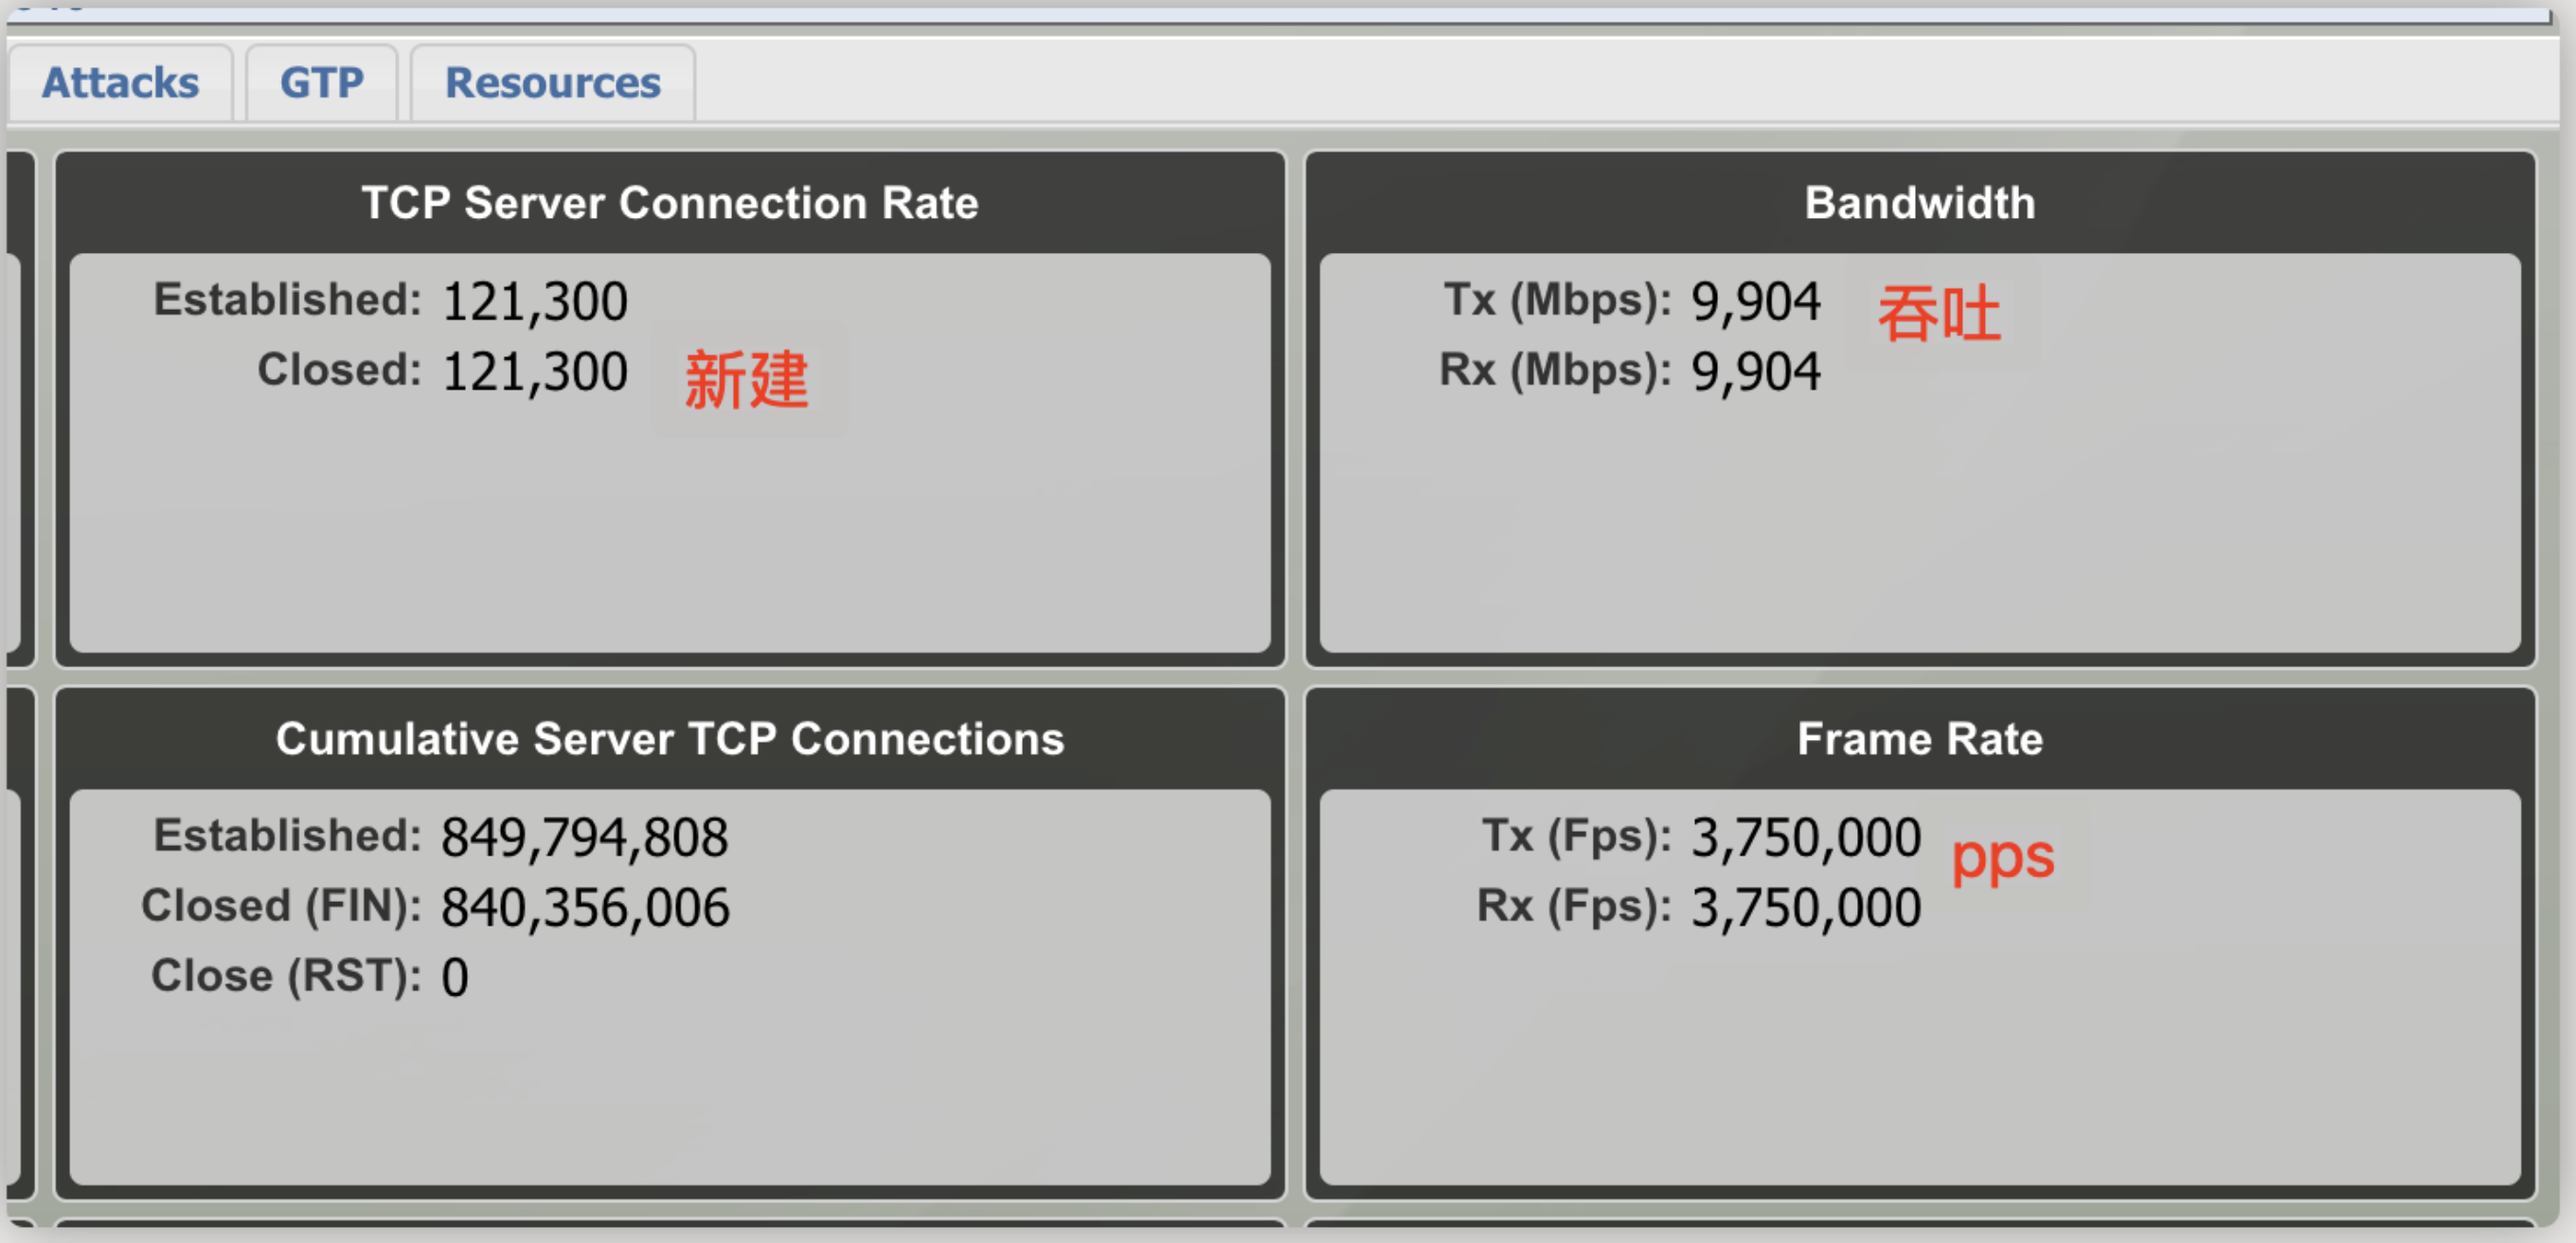 Attacks GTP Resources
TCP Server Connection Rate
Established: 121,300
Closed: 121,300
新建
Bandwidth
Tx (Mbps): 9,904
吞吐
Rx (Mbps): 9,904
Cumulative Server TCP Connections
Established: 849,794,808
Closed (FIN): 840,356,006
Close (RST): 0
Frame Rate
Tx (Fps): 3,750,000
pps
Rx (Fps): 3,750,000